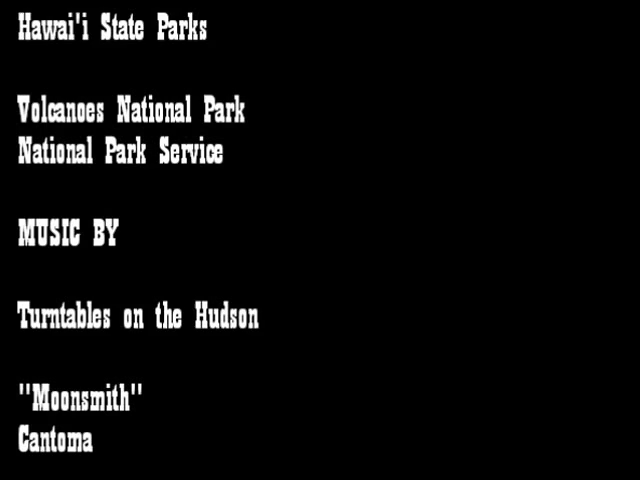 Hawai'i State Parks
Volcanoes National Park
National Park Service
MUSIC BY
Turntables on the Hudson
"Moonsmith"
Cantoma